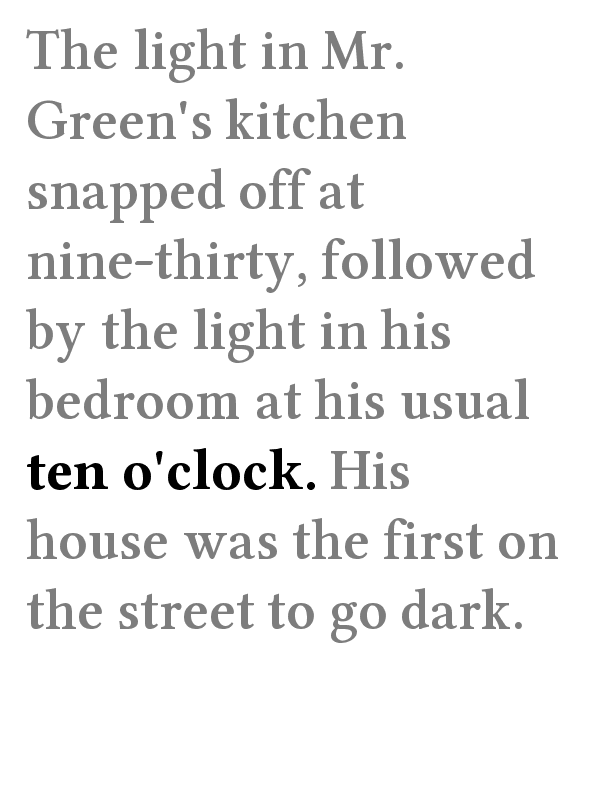 The light in Mr.
Green's kitchen
snapped off at
nine-thirty, followed
by the light in his
bedroom at his usual
ten o'clock. His
house was the first on
the street to go dark.